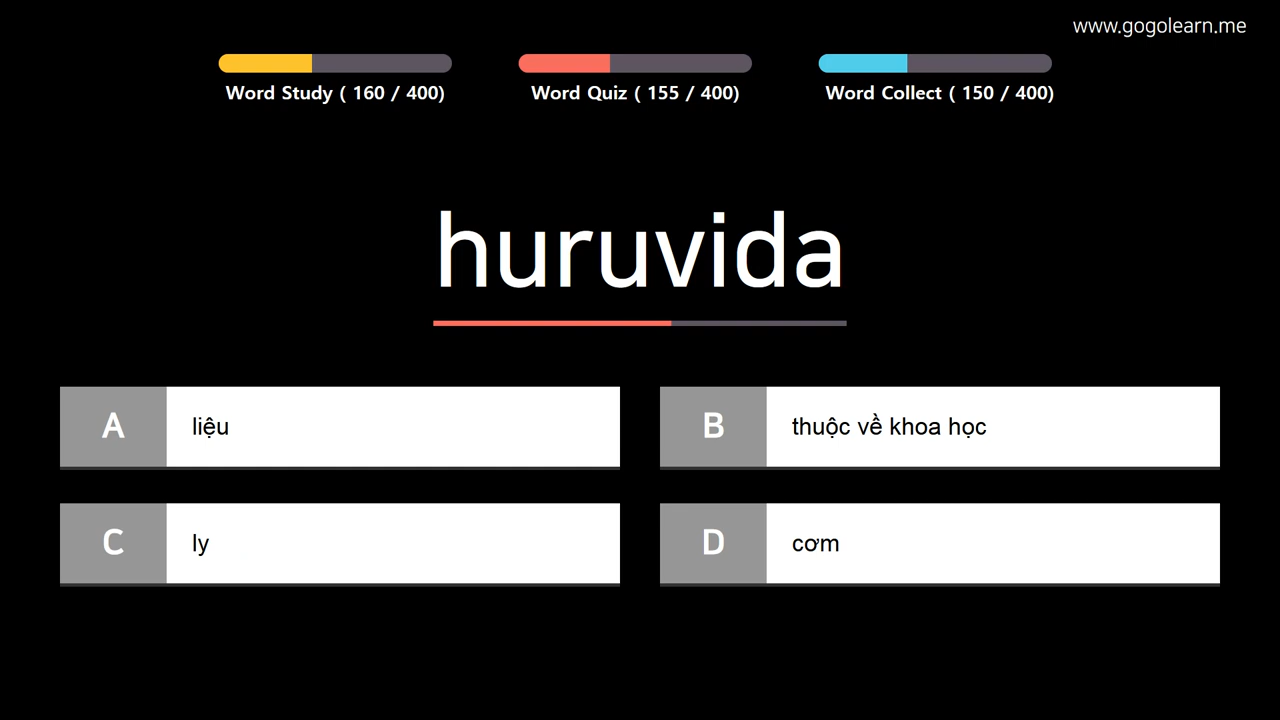 www.gogolearn.me
Word Study ( 160 / 400)
Word Quiz ( 155 / 400)
Word Collect ( 150 / 400)
huruvida
A liệu
B thuộc về khoa học
C ly
D cơm